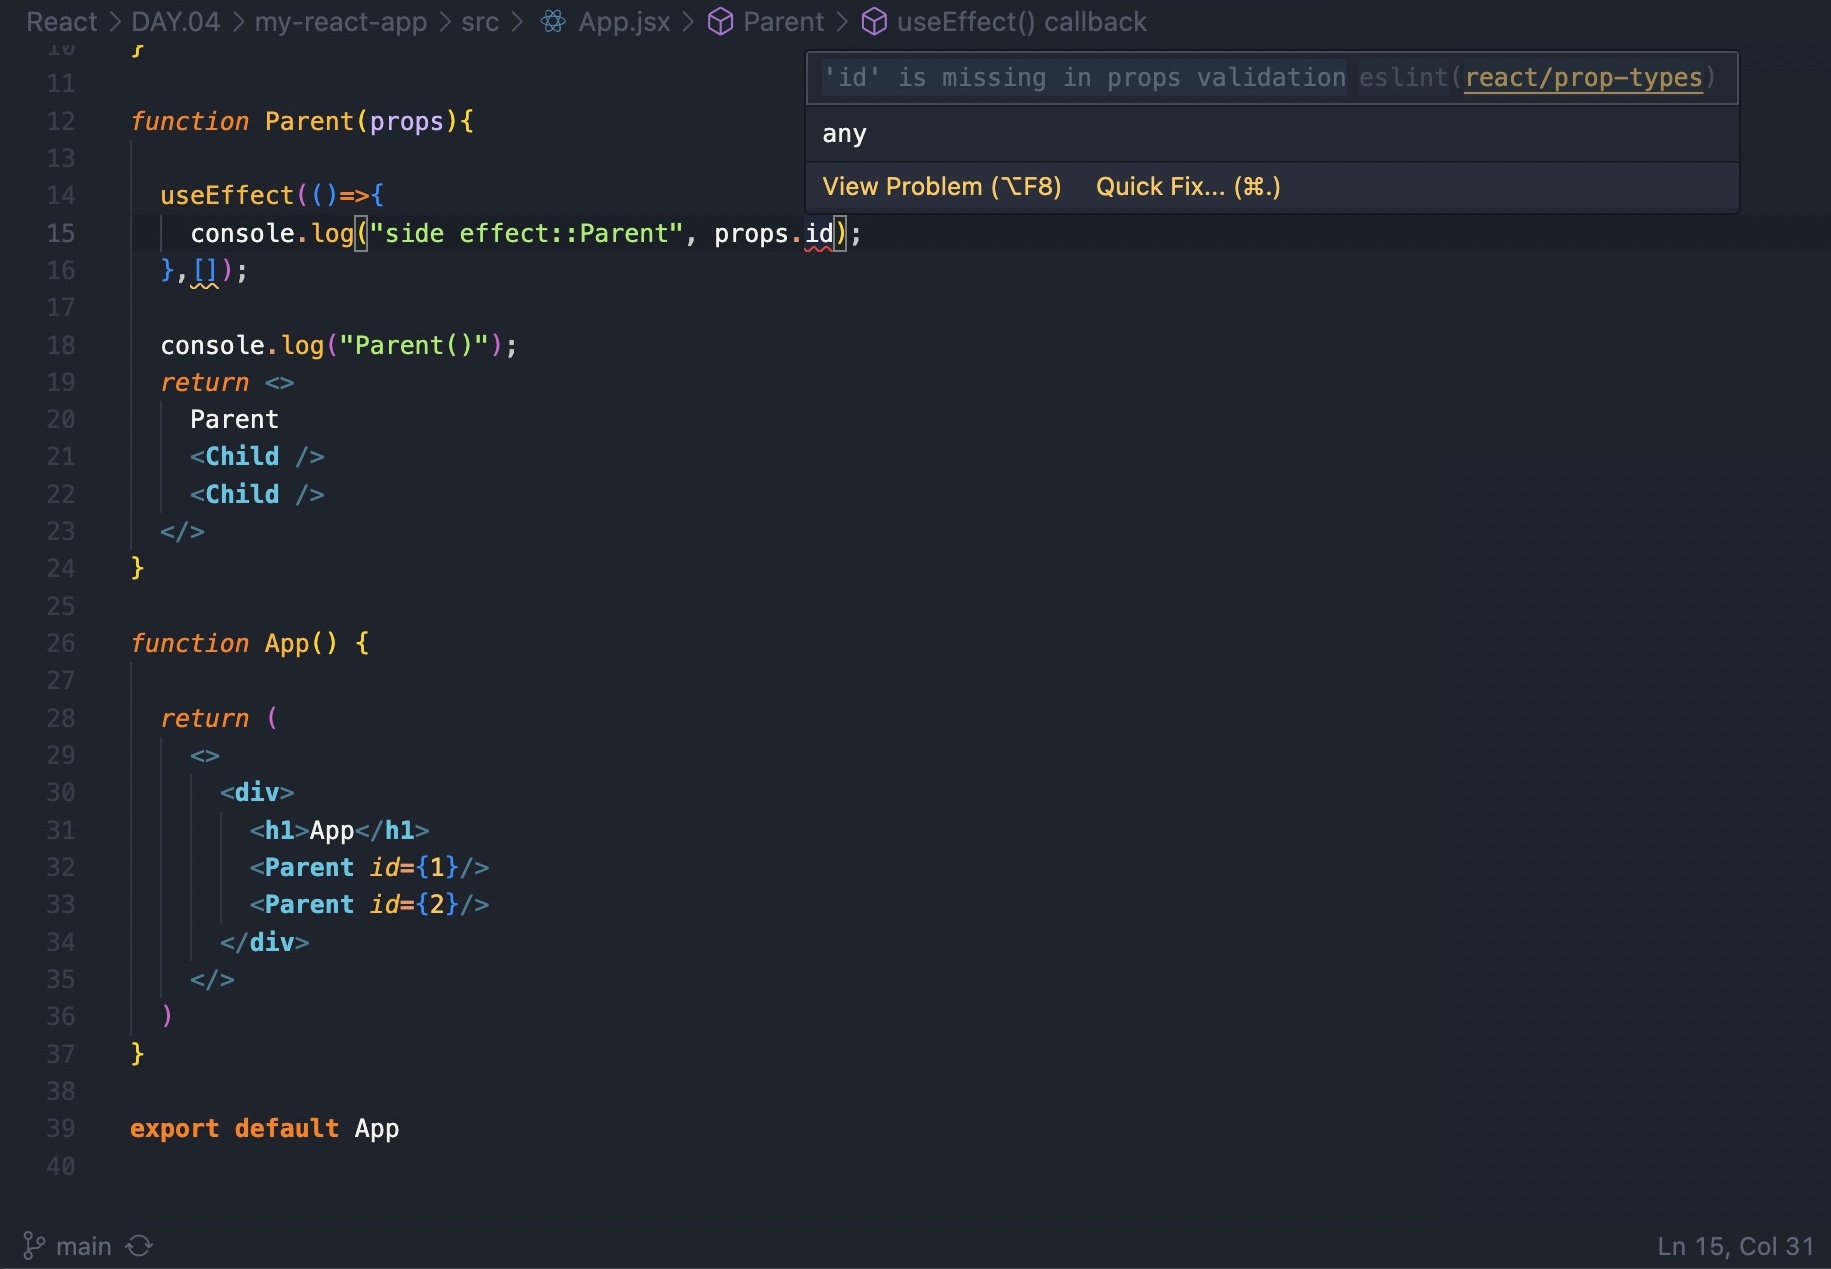 React > DAY.04 > my-react-app > src > App.jsx > Parent > useEffect() callback
10 }
11
'id' is missing in props validation eslint(react/prop-types)
any
View Problem (⌥F8) Quick Fix... (⌘.)
12 function Parent(props){
13
14 useEffect(()=>{
15 console.log("side effect::Parent", props.id);
16 },[]);
17
18 console.log("Parent()");
19 return <>
20 Parent
21 <Child />
22 <Child />
23 </>
24 }
25
26 function App() {
27
28 return (
29 <>
30 <div>
31 <h1>App</h1>
32 <Parent id={1}/>
33 <Parent id={2}/>
34 </div>
35 </>
36 )
37 }
38
39 export default App
40
main Ln 15, Col 31